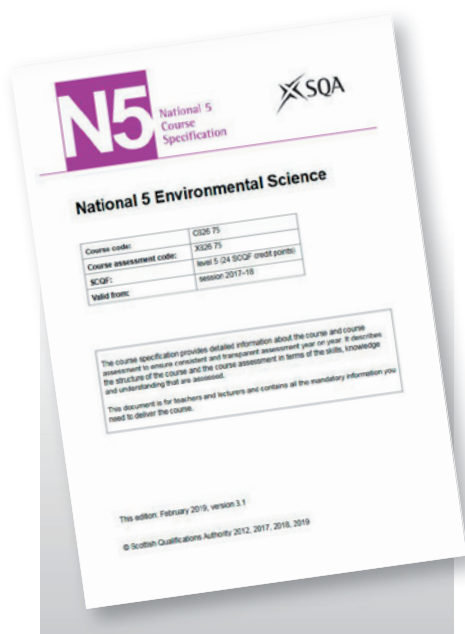 N5
National 5
Course
Specification
SQA
National 5 Environmental Science
Course code: C826 75
Course assessment code: X826 75
SCQF: level 5 (24 SCQF credit points)
Valid from: session 2017–18
The course specification provides detailed information about the course and course
assessment to ensure consistent and transparent assessment year on year. It describes
the structure of the course and the course assessment in terms of the skills, knowledge
and understanding that are assessed.
This document is for teachers and lecturers and contains all the mandatory information you
need to deliver the course.
This edition: February 2019, version 3.1
© Scottish Qualifications Authority 2012, 2017, 2018, 2019